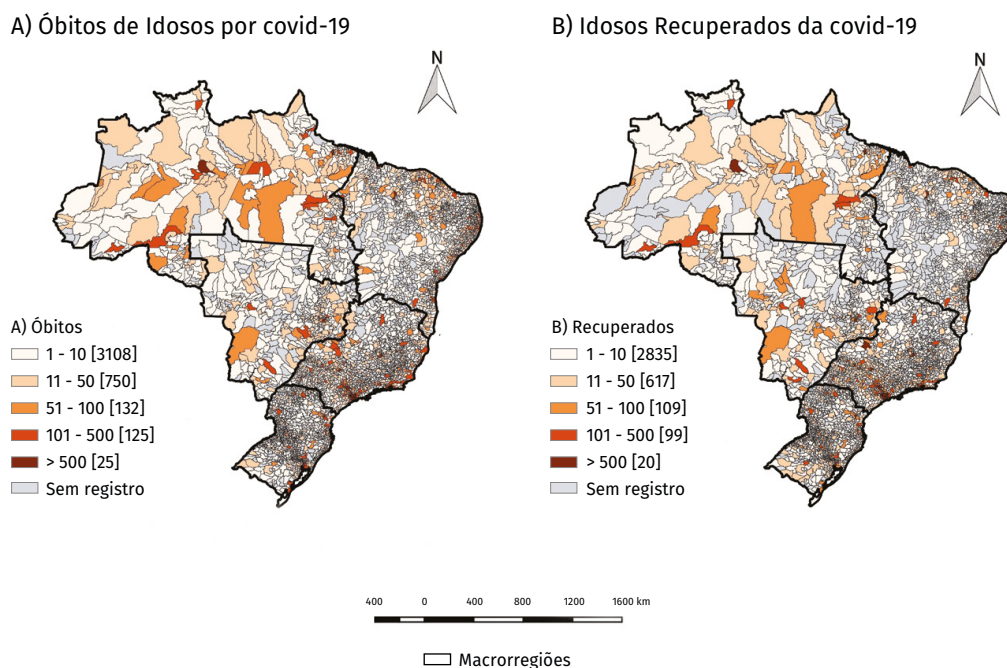 A) Óbitos de Idosos por covid-19
N
A) Óbitos
1 - 10 [3108]
11 - 50 [750]
51 - 100 [132]
101 - 500 [125]
> 500 [25]
Sem registro
B) Idosos Recuperados da covid-19
N
B) Recuperados
1 - 10 [2835]
11 - 50 [617]
51 - 100 [109]
101 - 500 [99]
> 500 [20]
Sem registro
400 0 400 800 1200 1600 km
Macrorregiões